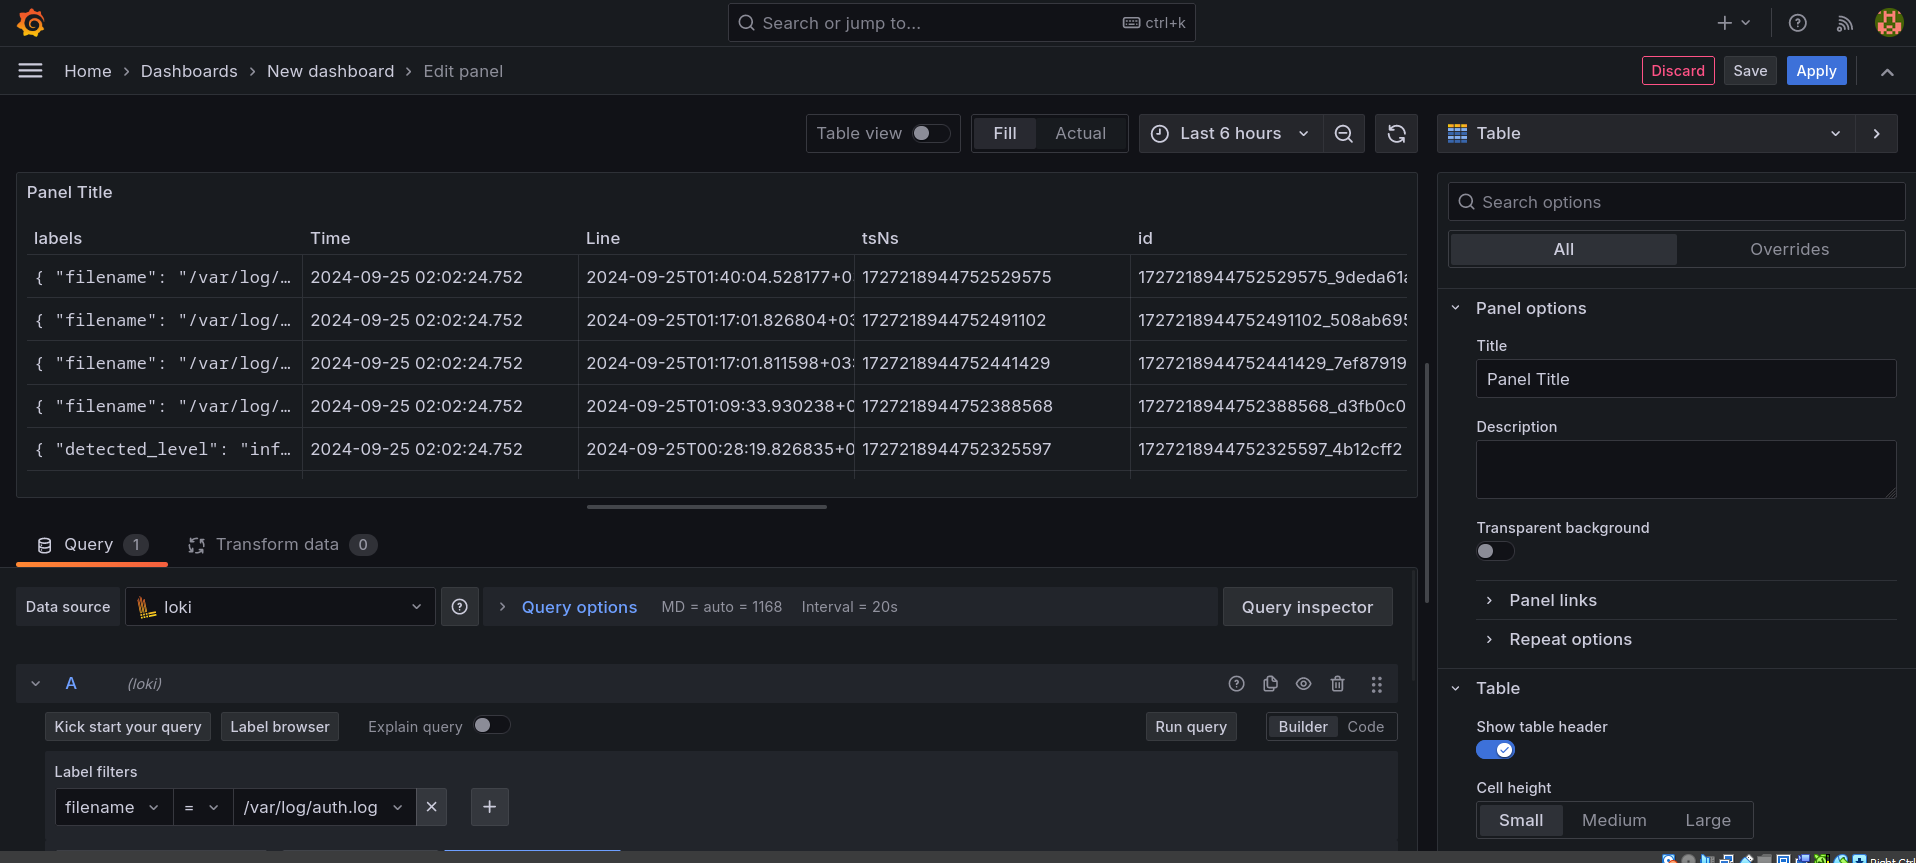 Search or jump to... ctrl+k
Home › Dashboards › New dashboard › Edit panel
Discard Save Apply
Table view Fill Actual Last 6 hours Table
Panel Title
labels Time Line tsNs id
{ "filename": "/var/log/… 2024-09-25 02:02:24.752 2024-09-25T01:40:04.528177+0 1727218944752529575 1727218944752529575_9deda61a
{ "filename": "/var/log/… 2024-09-25 02:02:24.752 2024-09-25T01:17:01.826804+03 1727218944752491102 1727218944752491102_508ab695
{ "filename": "/var/log/… 2024-09-25 02:02:24.752 2024-09-25T01:17:01.811598+03: 1727218944752441429 1727218944752441429_7ef87919
{ "filename": "/var/log/… 2024-09-25 02:02:24.752 2024-09-25T01:09:33.930238+0 1727218944752388568 1727218944752388568_d3fb0c0
{ "detected_level": "inf… 2024-09-25 02:02:24.752 2024-09-25T00:28:19.826835+0 1727218944752325597 1727218944752325597_4b12cff2
Query 1 Transform data 0
Data source loki Query options MD = auto = 1168 Interval = 20s Query inspector
A (loki)
Kick start your query Label browser Explain query Run query Builder Code
Label filters
filename = /var/log/auth.log
Search options
All Overrides
Panel options
Title
Panel Title
Description
Transparent background
Panel links
Repeat options
Table
Show table header
Cell height
Small Medium Large
Right Ctrl